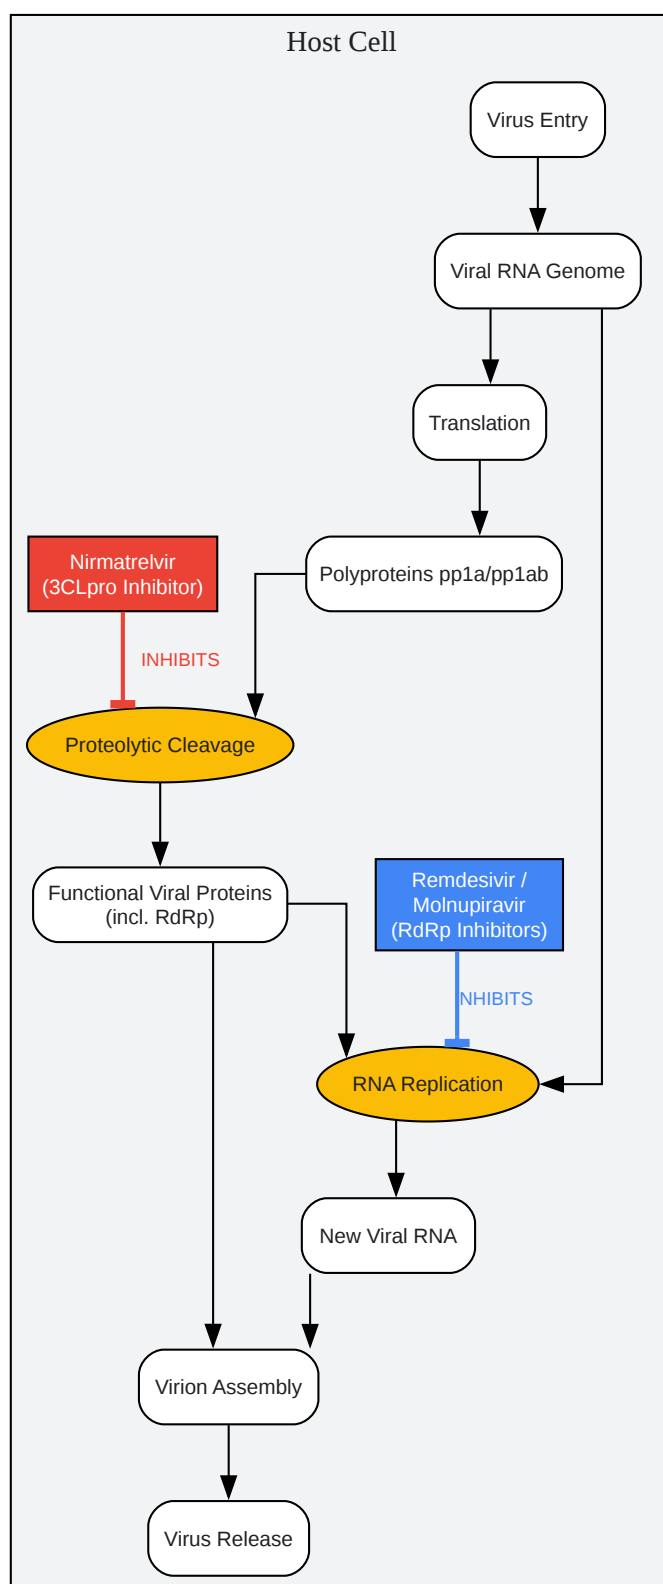 Host Cell
Virus Entry
Viral RNA Genome
Translation
Nirmatrelvir
(3CLpro Inhibitor)
Polyproteins pp1a/pp1ab
INHIBITS
Proteolytic Cleavage
Functional Viral Proteins
(incl. RdRp)
Remdesivir /
Molnupiravir
(RdRp Inhibitors)
NHIBITS
RNA Replication
New Viral RNA
Virion Assembly
Virus Release